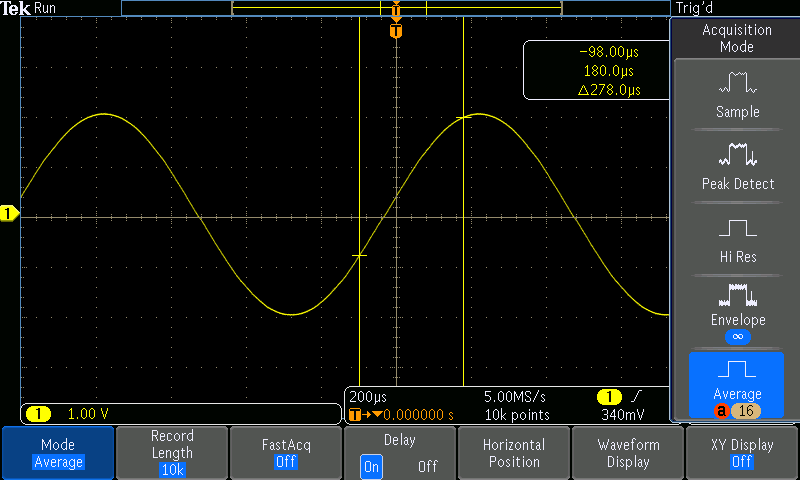 Tek Run
Trig'd
T
T
Acquisition
Mode
−98.00µs
180.0µs
Δ278.0µs
Sample
Peak Detect
Hi Res
Envelope
∞
Average
a 16
1
1 1.00 V
200µs 5.00MS/s 1
T→▼0.000000 s 10k points 340mV
Mode
Average
Record
Length
10k
FastAcq
Off
Delay
On Off
Horizontal
Position
Waveform
Display
XY Display
Off